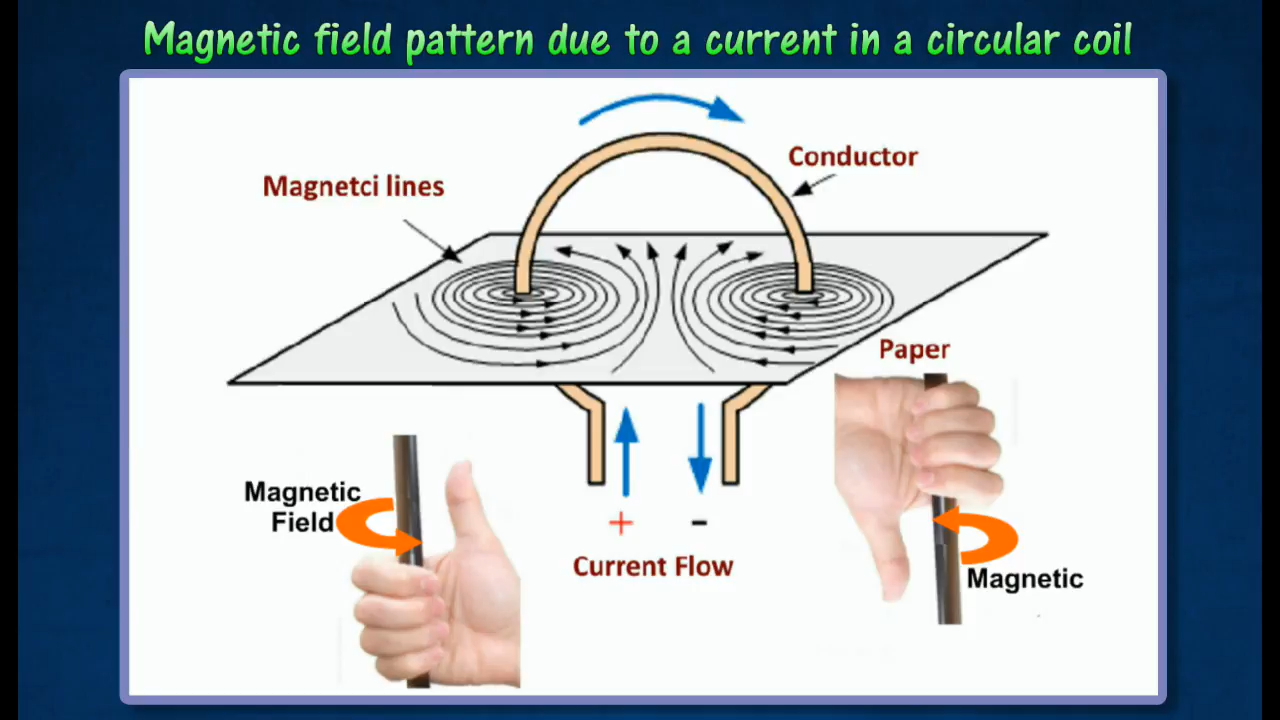 Magnetic field pattern due to a current in a circular coil
Conductor
Magnetci lines
Paper
Magnetic
Field
+ -
Current Flow
Magnetic